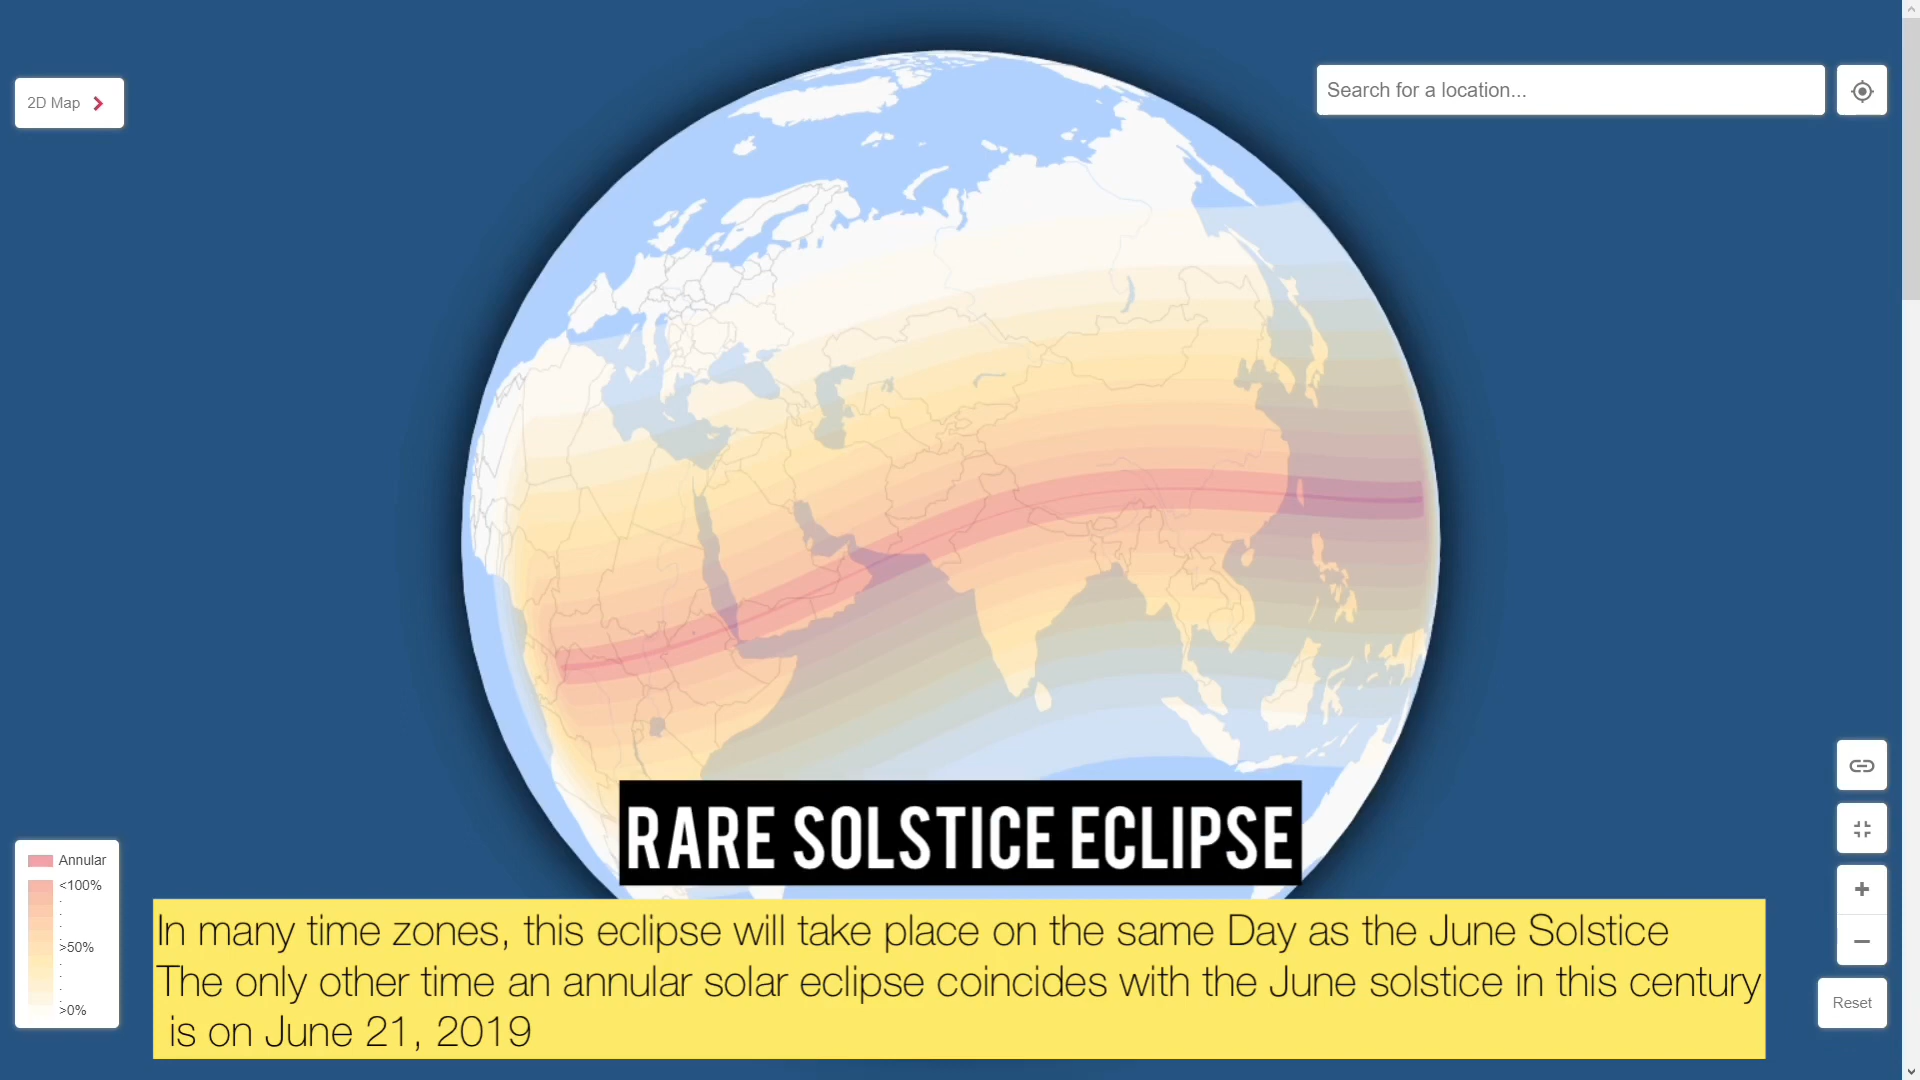 2D Map
Search for a location...
RARE SOLSTICE ECLIPSE
Annular
<100%
>50%
>0%
In many time zones, this eclipse will take place on the same Day as the June Solstice
The only other time an annular solar eclipse coincides with the June solstice in this century
is on June 21, 2019
Reset